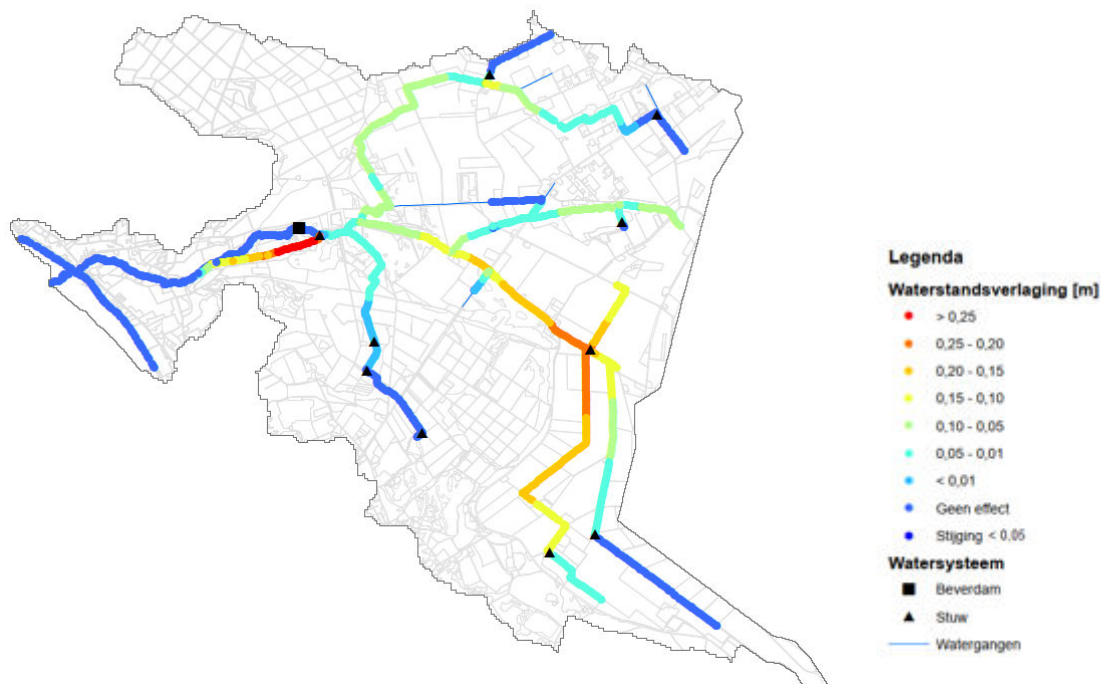 Legenda
Waterstandsverlaging [m]
> 0,25
0,25 - 0,20
0,20 - 0,15
0,15 - 0,10
0,10 - 0,05
0,05 - 0,01
< 0,01
Geen effect
Stijging < 0,05
Watersysteem
Beverdam
Stuw
Watergangen